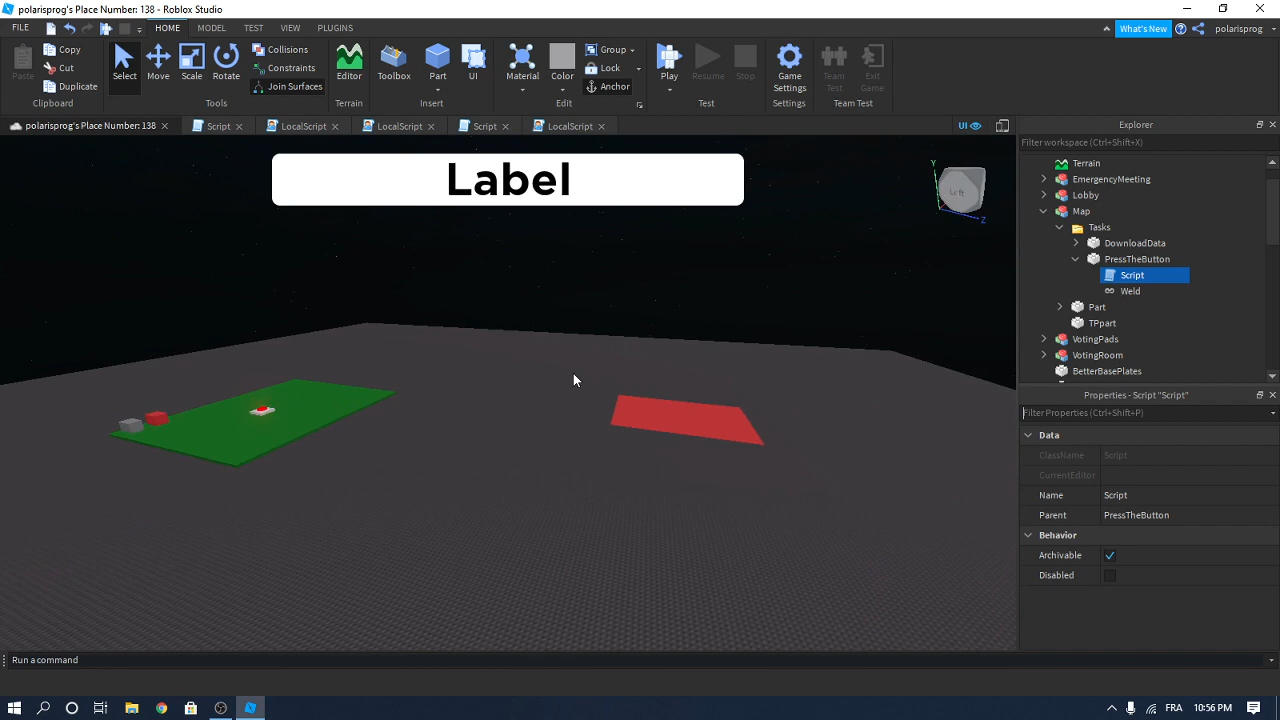 polarisprog's Place Number: 138 - Roblox Studio
FILE HOME MODEL TEST VIEW PLUGINS What's New polarisprog
Paste Copy Cut Duplicate Clipboard
Select Move Scale Rotate Collisions Constraints Join Surfaces Tools
Editor Terrain
Toolbox Part UI Insert
Material Color Group Lock Anchor Edit
Play Resume Stop Test
Game Settings Settings
Team Test Exit Game Team Test
polarisprog's Place Number: 138 Script LocalScript LocalScript Script LocalScript UI
Label
Y
Left
Z
Explorer
Filter workspace (Ctrl+Shift+X)
Terrain
EmergencyMeeting
Lobby
Map
Tasks
DownloadData
PressTheButton
Script
Weld
Part
TPpart
VotingPads
VotingRoom
BetterBasePlates
Properties - Script "Script"
Filter Properties (Ctrl+Shift+P)
Data
ClassName Script
CurrentEditor
Name Script
Parent PressTheButton
Behavior
Archivable
Disabled
Run a command
FRA 10:56 PM